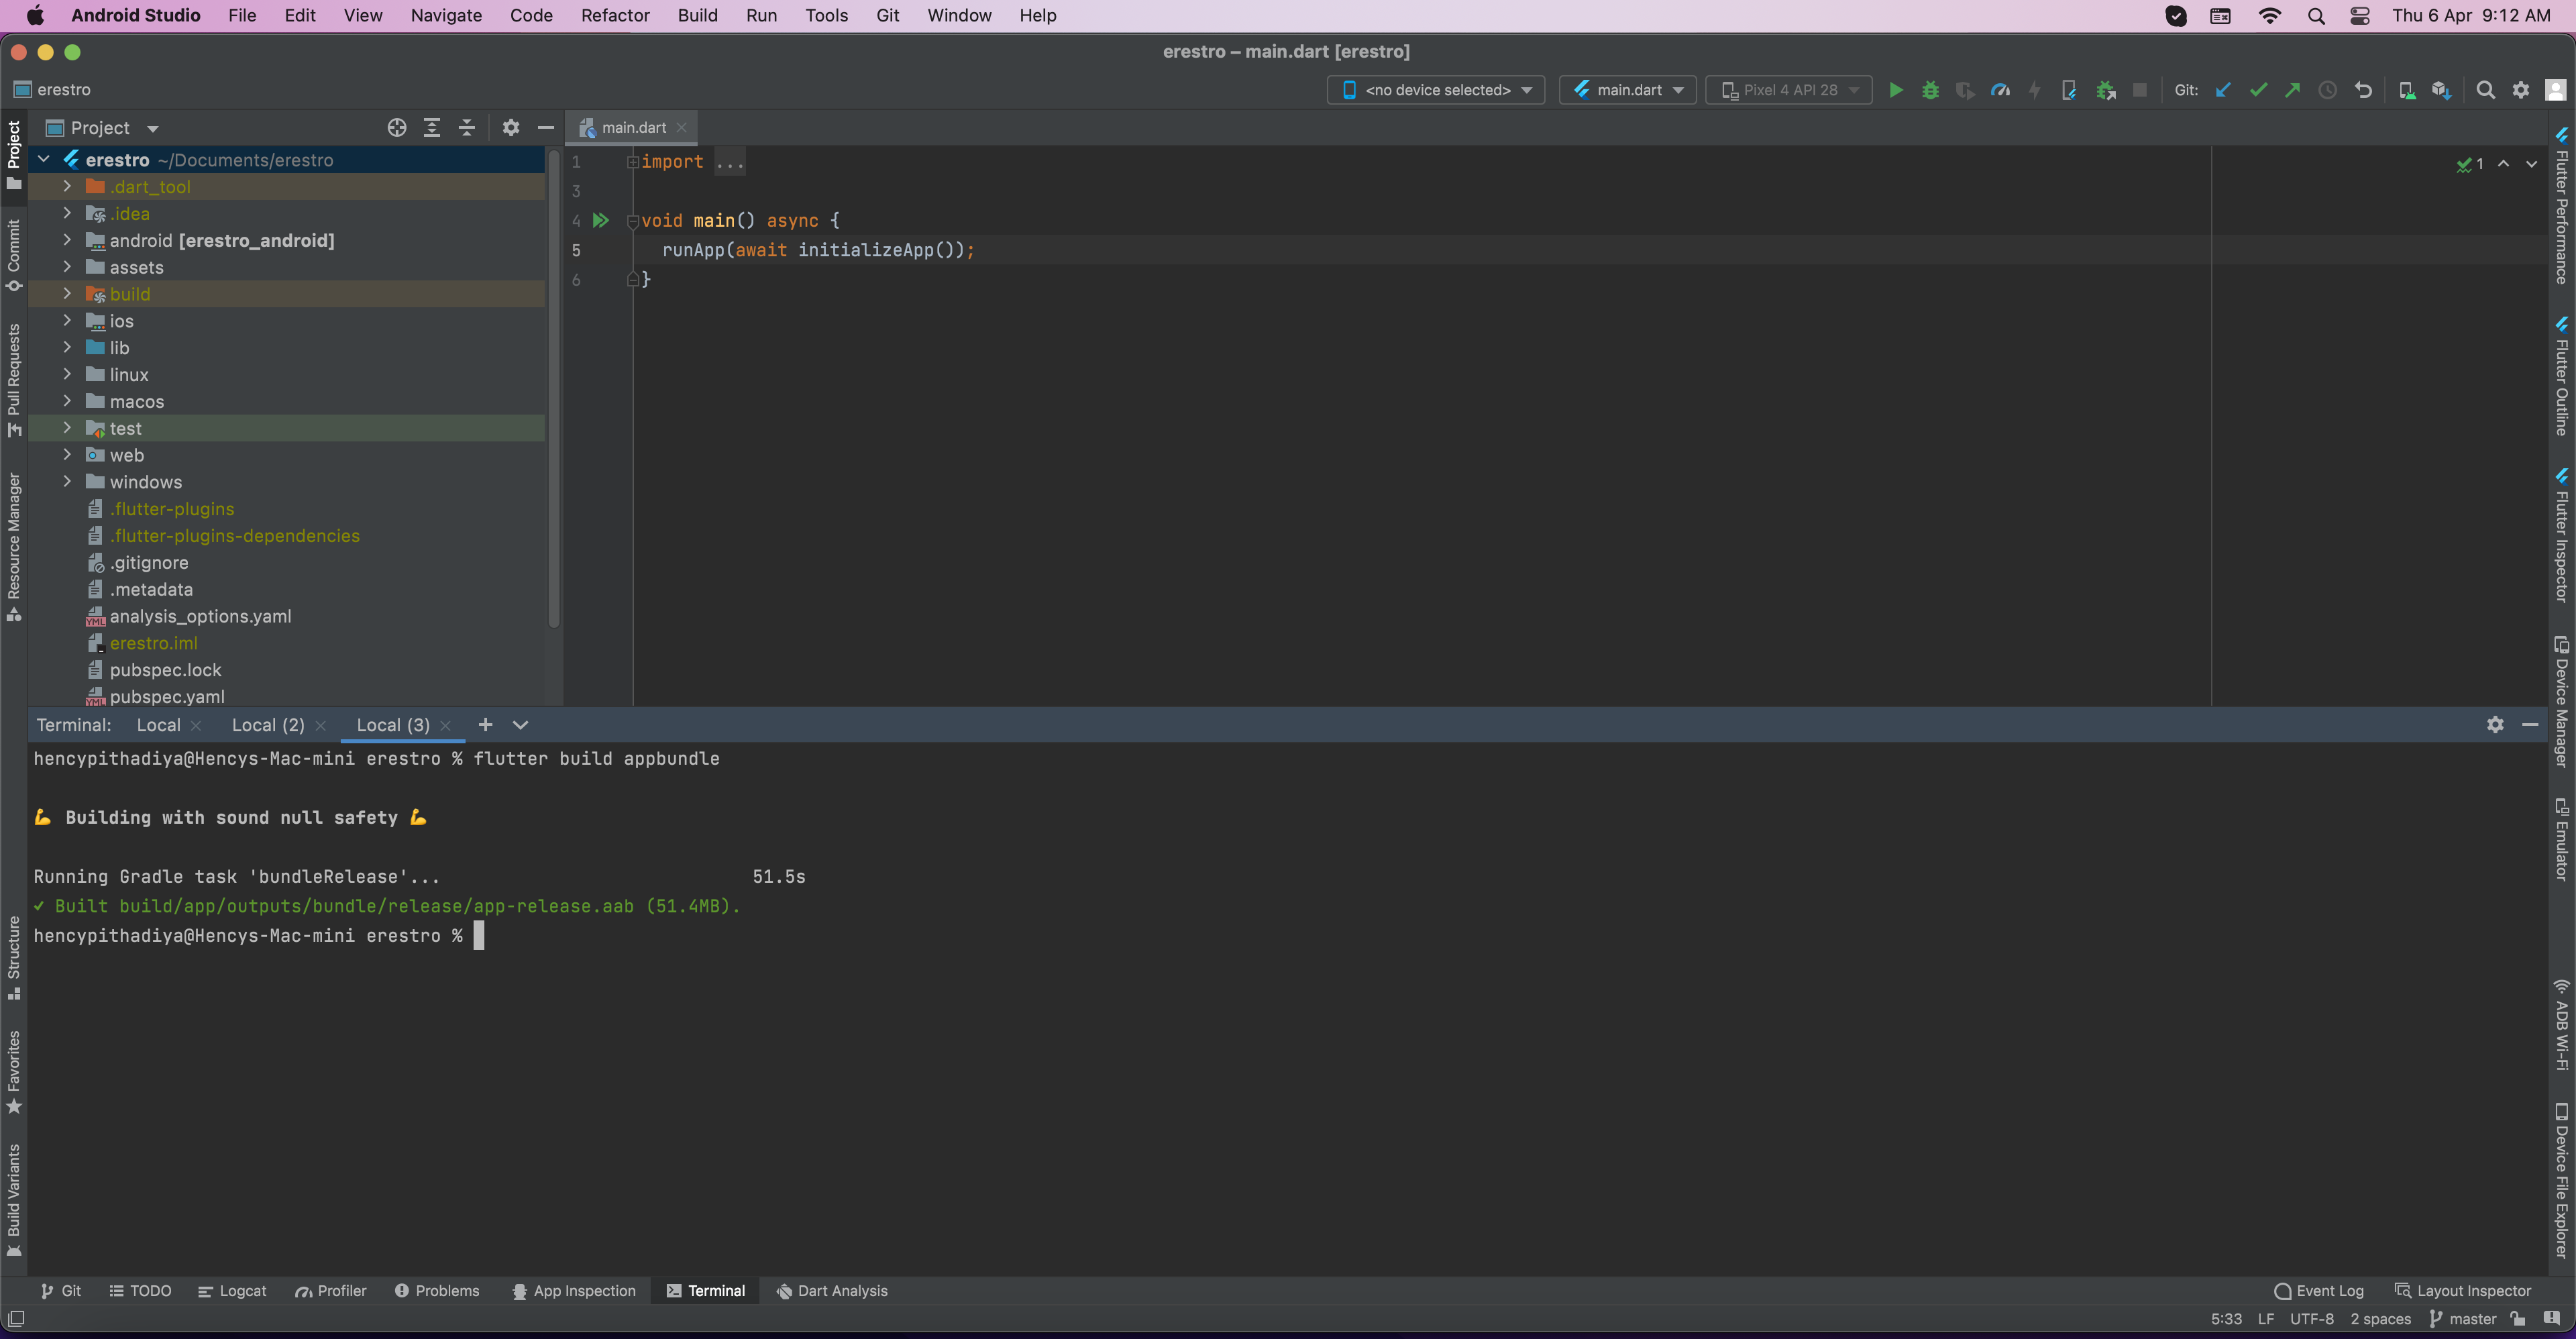 Android Studio File Edit View Navigate Code Refactor Build Run Tools Git Window Help Thu 6 Apr 9:12 AM
erestro – main.dart [erestro]
erestro <no device selected> main.dart Pixel 4 API 28 Git:
Project main.dart
erestro ~/Documents/erestro
.dart_tool
.idea
android [erestro_android]
assets
build
ios
lib
linux
macos
test
web
windows
.flutter-plugins
.flutter-plugins-dependencies
.gitignore
.metadata
analysis_options.yaml
erestro.iml
pubspec.lock
pubspec.yaml
1 import ...
3
4 void main() async {
5 runApp(await initializeApp());
6 }
1
Project
Commit
Pull Requests
Resource Manager
Structure
Favorites
Build Variants
Flutter Performance
Flutter Outline
Flutter Inspector
Device Manager
Emulator
ADB Wi-Fi
Device File Explorer
Terminal: Local Local (2) Local (3)
hencypithadiya@Hencys-Mac-mini erestro % flutter build appbundle
💪 Building with sound null safety 💪
Running Gradle task 'bundleRelease'... 51.5s
✓ Built build/app/outputs/bundle/release/app-release.aab (51.4MB).
hencypithadiya@Hencys-Mac-mini erestro %
Git TODO Logcat Profiler Problems App Inspection Terminal Dart Analysis Event Log Layout Inspector
5:33 LF UTF-8 2 spaces master